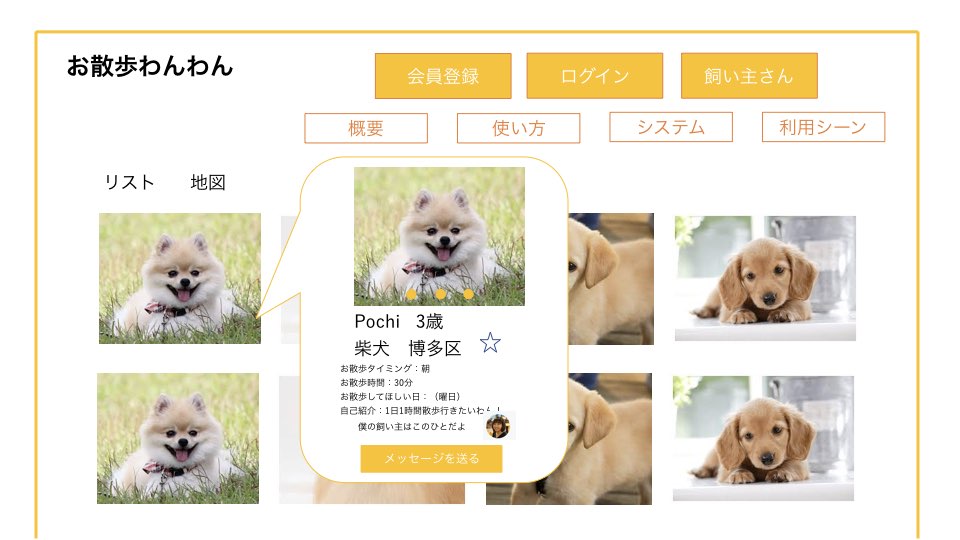 お散歩わんわん
会員登録
ログイン
飼い主さん
概要
使い方
システム
利用シーン
リスト 地図
Pochi 3歳
柴犬 博多区
お散歩タイミング：朝
お散歩時間：30分
お散歩してほしい日：（曜日）
自己紹介：1日1時間散歩行きたいわん！
僕の飼い主はこのひとだよ
メッセージを送る